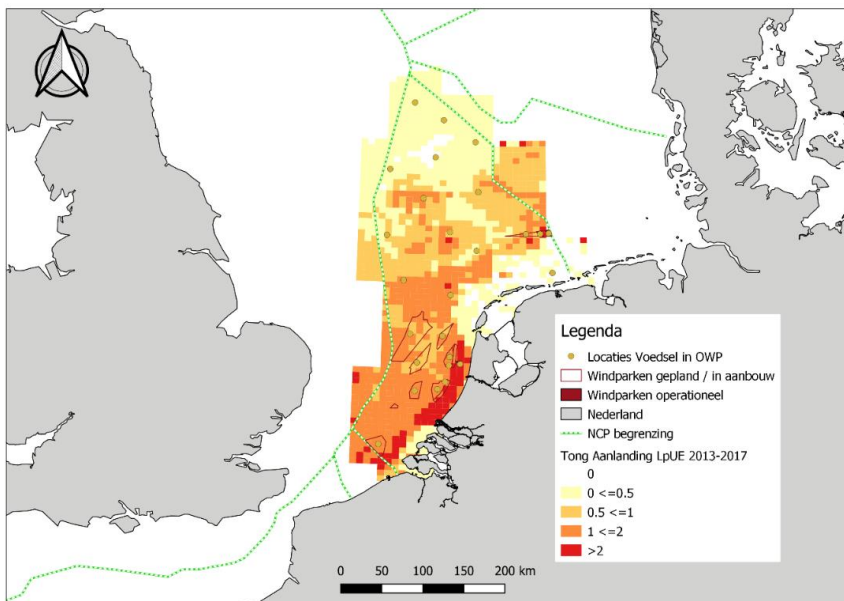 Legenda
Locaties Voedsel in OWP
Windparken gepland / in aanbouw
Windparken operationeel
Nederland
NCP begrenzing
Tong Aanlanding LpUE 2013-2017
0
0 <=0.5
0.5 <=1
1 <=2
>2
0 50 100 150 200 km